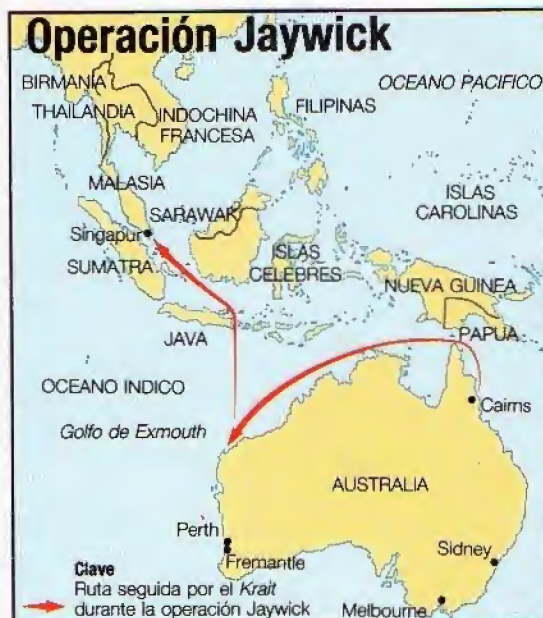 Operación Jaywick
BIRMANIA
OCEANO PACIFICO
THAILANDIA
INDOCHINA
FRANCESA
FILIPINAS
MALASIA
ISLAS
CAROLINAS
SARAWAK
Singapur
ISLAS
CELEBRES
SUMATRA
NUEVA GUINEA
JAVA
PAPUA
OCEANO INDICO
Cairns
Golfo de Exmouth
AUSTRALIA
Perth
Fremantle
Sidney
Melbourne
Clave
Ruta seguida por el Krait
durante la operación Jaywick